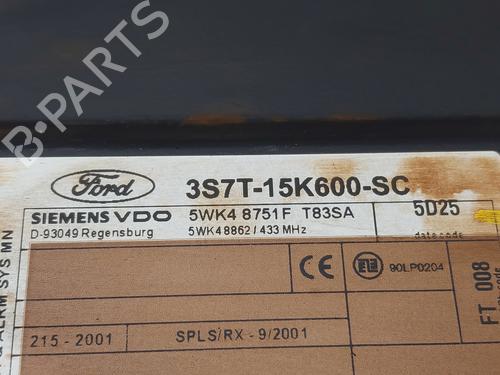 B-PARTS
Ford
3S7T-15K600-SC
SIEMENS VDO
D-93049 Regensburg
5WK4 8751F T83SA
5WK4 8862 / 433 MHz
5D25
date code
CE
90LP0204
FT 008
215 - 2001
SPLS/RX - 9/2001
ALRM SYS MN